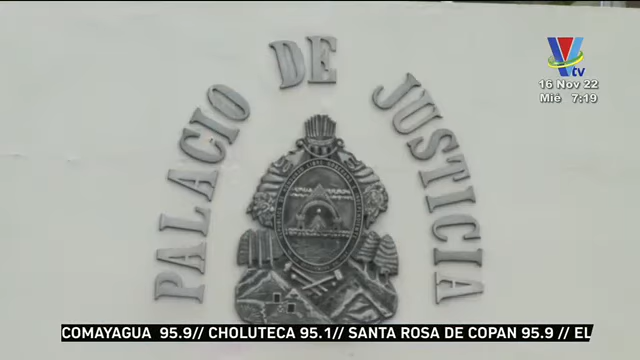 PALACIO DE JUSTICIA
Vtv
16 Nov 22
Mié 7:19
COMAYAGUA 95.9// CHOLUTECA 95.1// SANTA ROSA DE COPAN 95.9 // EL